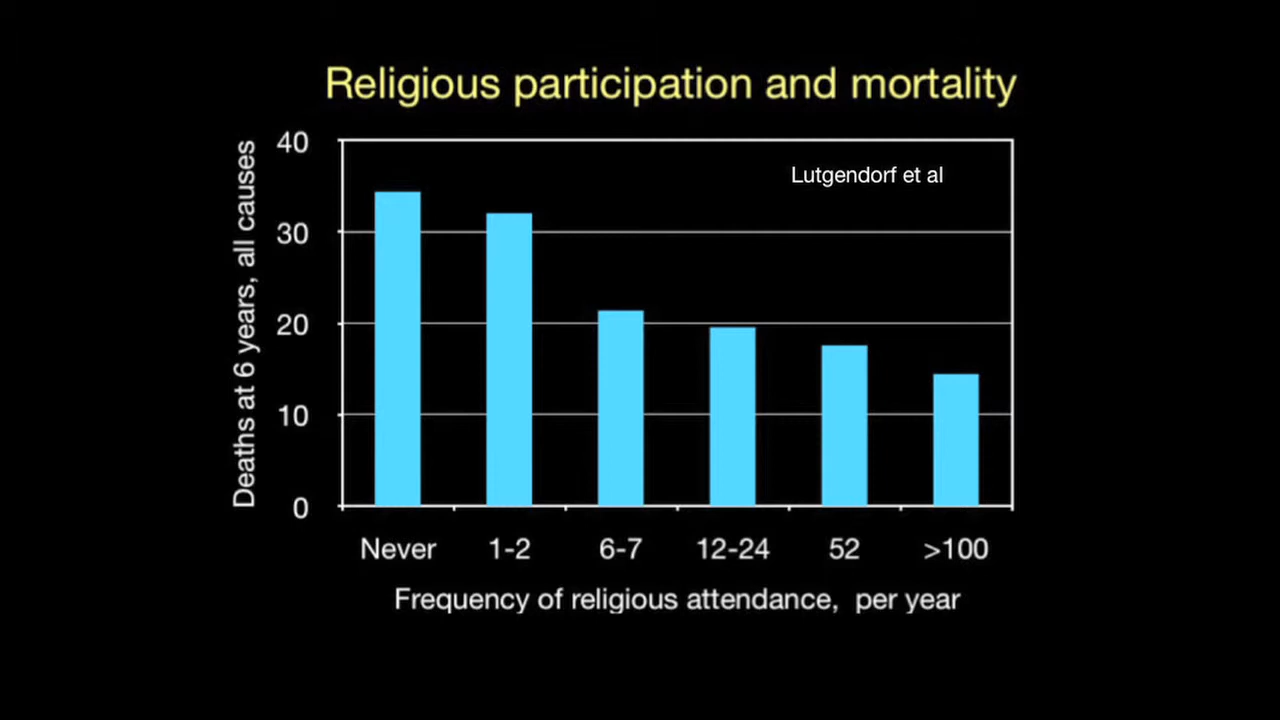 Religious participation and mortality
Deaths at 6 years, all causes
40
30
20
10
0
Lutgendorf et al
Never 1-2 6-7 12-24 52 >100
Frequency of religious attendance, per year